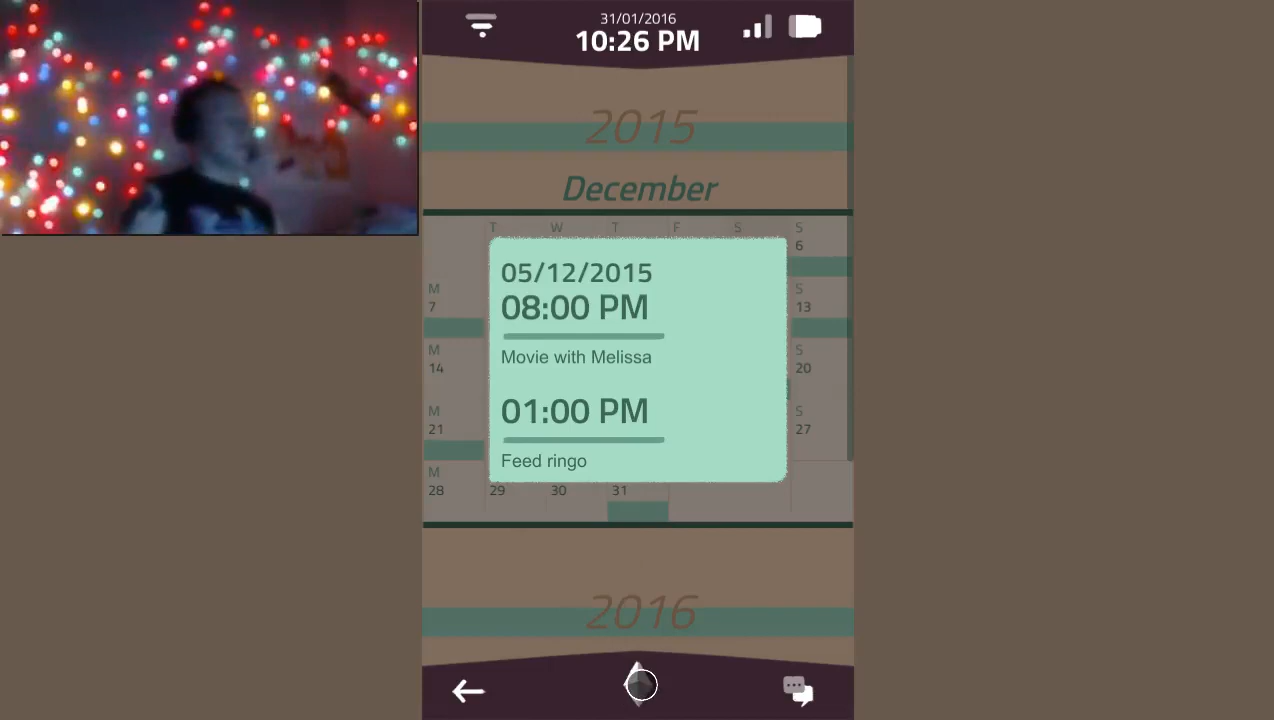 31/01/2016
10:26 PM
2015
December
T W T F S S
6
M S
7 13
M S
14 20
M S
21 27
M
28 29 30 31
05/12/2015
08:00 PM
Movie with Melissa
01:00 PM
Feed ringo
2016